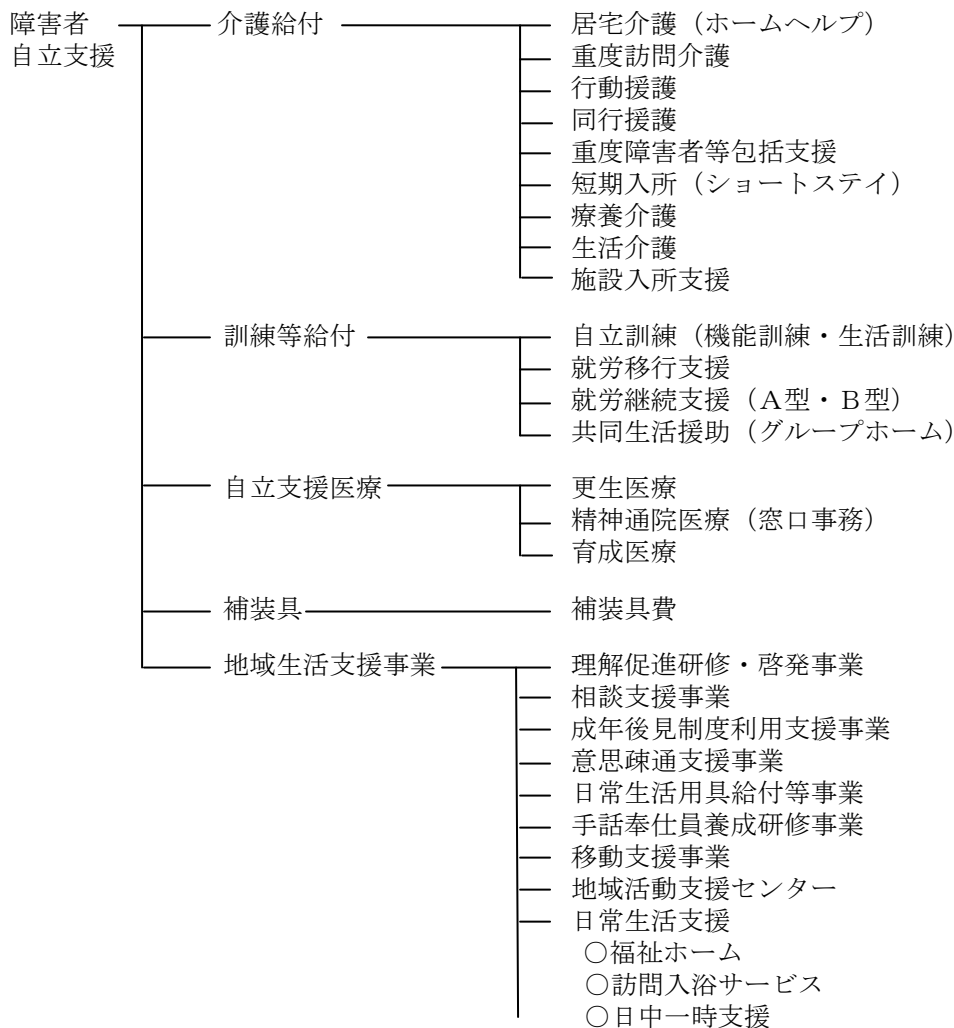 障害者 介護給付 居宅介護（ホームヘルプ）
自立支援 重度訪問介護
行動援護
同行援護
重度障害者等包括支援
短期入所（ショートステイ）
療養介護
生活介護
施設入所支援
訓練等給付 自立訓練（機能訓練・生活訓練）
就労移行支援
就労継続支援（Ａ型・Ｂ型）
共同生活援助（グループホーム）
自立支援医療 更生医療
精神通院医療（窓口事務）
育成医療
補装具 補装具費
地域生活支援事業 理解促進研修・啓発事業
相談支援事業
成年後見制度利用支援事業
意思疎通支援事業
日常生活用具給付等事業
手話奉仕員養成研修事業
移動支援事業
地域活動支援センター
日常生活支援
○福祉ホーム
○訪問入浴サービス
○日中一時支援